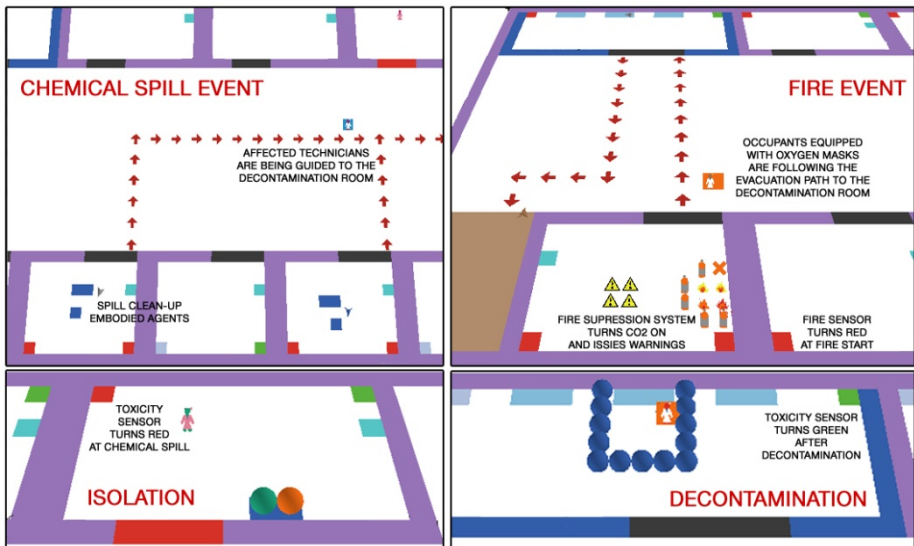 CHEMICAL SPILL EVENT
AFFECTED TECHNICIANS
ARE BEING GUIDED TO THE
DECONTAMINATION ROOM
SPILL CLEAN-UP
EMBODIED AGENTS
FIRE EVENT
OCCUPANTS EQUIPPED
WITH OXYGEN MASKS
ARE FOLLOWING THE
EVACUATION PATH TO THE
DECONTAMINATION ROOM
FIRE SUPRESSION SYSTEM
TURNS CO2 ON
AND ISSIES WARNINGS
FIRE SENSOR
TURNS RED
AT FIRE START
TOXICITY
SENSOR
TURNS RED
AT CHEMICAL SPILL
ISOLATION
TOXICITY SENSOR
TURNS GREEN
AFTER
DECONTAMINATION
DECONTAMINATION